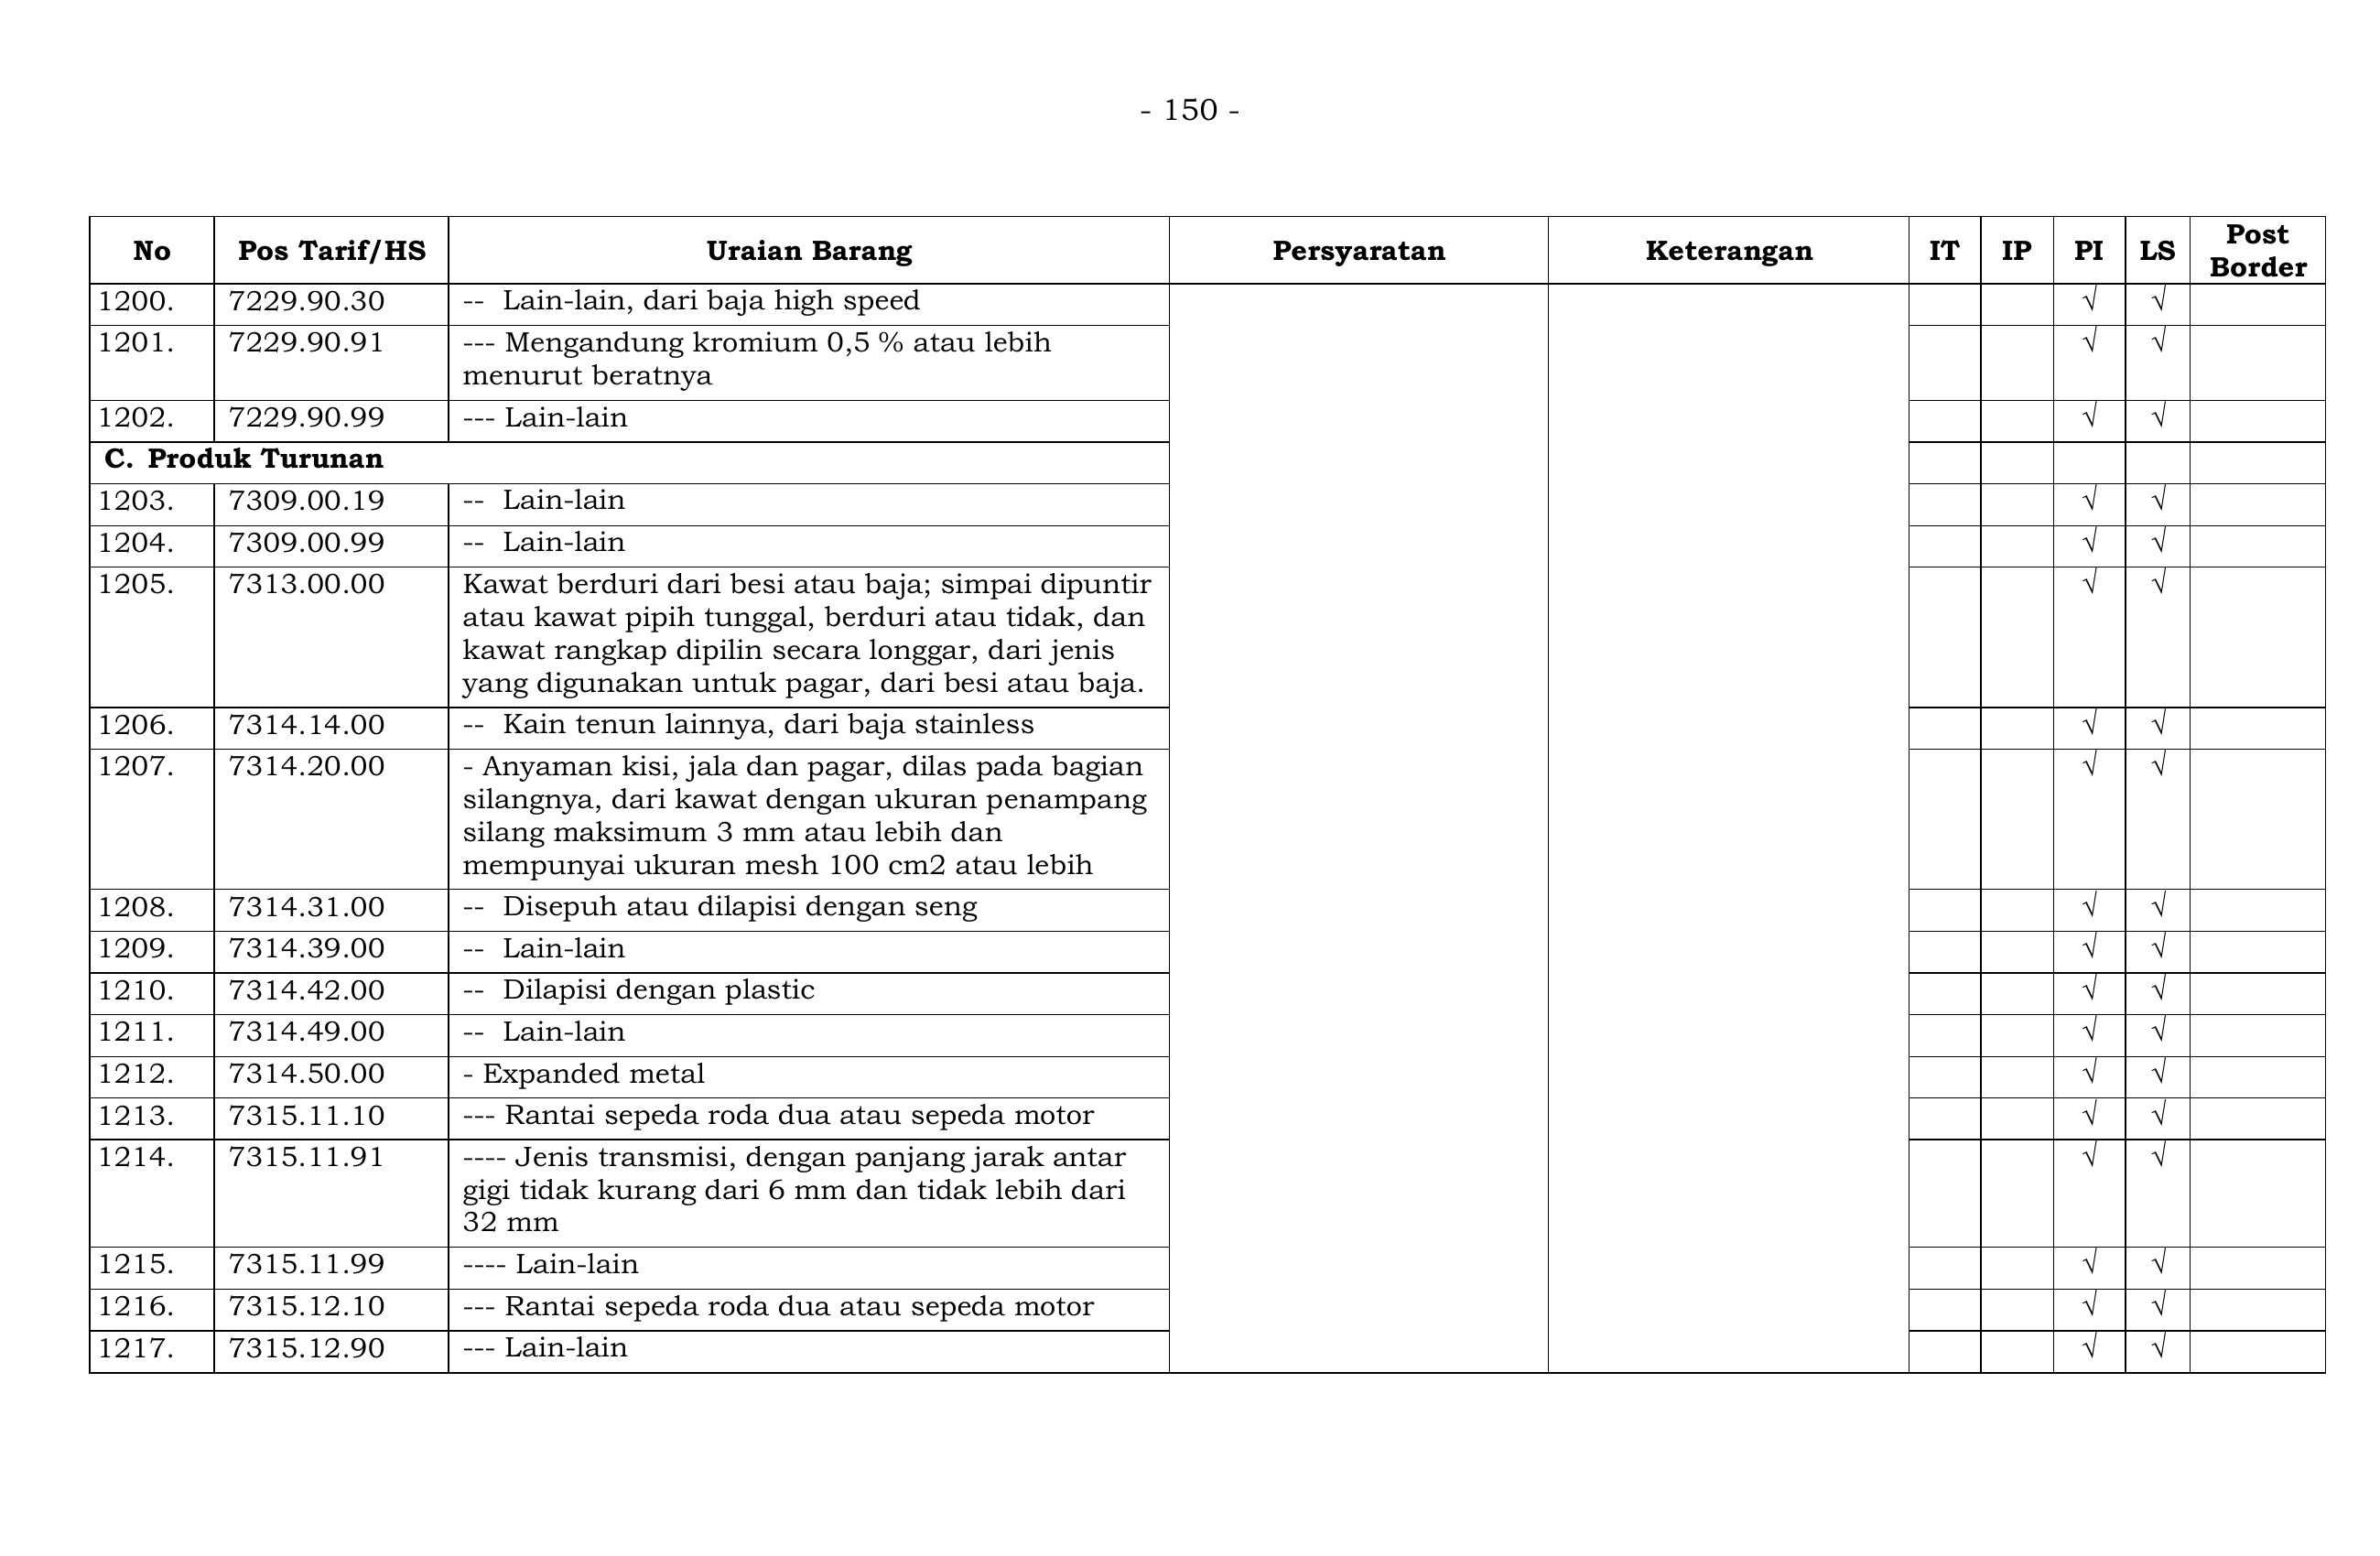 - 150 -
No Pos Tarif/HS Uraian Barang Persyaratan Keterangan IT IP PI LS Post Border
1200. 7229.90.30 -- Lain-lain, dari baja high speed √ √
1201. 7229.90.91 --- Mengandung kromium 0,5 % atau lebih √ √
menurut beratnya
1202. 7229.90.99 --- Lain-lain √ √
C. Produk Turunan
1203. 7309.00.19 -- Lain-lain √ √
1204. 7309.00.99 -- Lain-lain √ √
1205. 7313.00.00 Kawat berduri dari besi atau baja; simpai dipuntir √ √
atau kawat pipih tunggal, berduri atau tidak, dan
kawat rangkap dipilin secara longgar, dari jenis
yang digunakan untuk pagar, dari besi atau baja.
1206. 7314.14.00 -- Kain tenun lainnya, dari baja stainless √ √
1207. 7314.20.00 - Anyaman kisi, jala dan pagar, dilas pada bagian √ √
silangnya, dari kawat dengan ukuran penampang
silang maksimum 3 mm atau lebih dan
mempunyai ukuran mesh 100 cm2 atau lebih
1208. 7314.31.00 -- Disepuh atau dilapisi dengan seng √ √
1209. 7314.39.00 -- Lain-lain √ √
1210. 7314.42.00 -- Dilapisi dengan plastic √ √
1211. 7314.49.00 -- Lain-lain √ √
1212. 7314.50.00 - Expanded metal √ √
1213. 7315.11.10 --- Rantai sepeda roda dua atau sepeda motor √ √
1214. 7315.11.91 ---- Jenis transmisi, dengan panjang jarak antar √ √
gigi tidak kurang dari 6 mm dan tidak lebih dari
32 mm
1215. 7315.11.99 ---- Lain-lain √ √
1216. 7315.12.10 --- Rantai sepeda roda dua atau sepeda motor √ √
1217. 7315.12.90 --- Lain-lain √ √